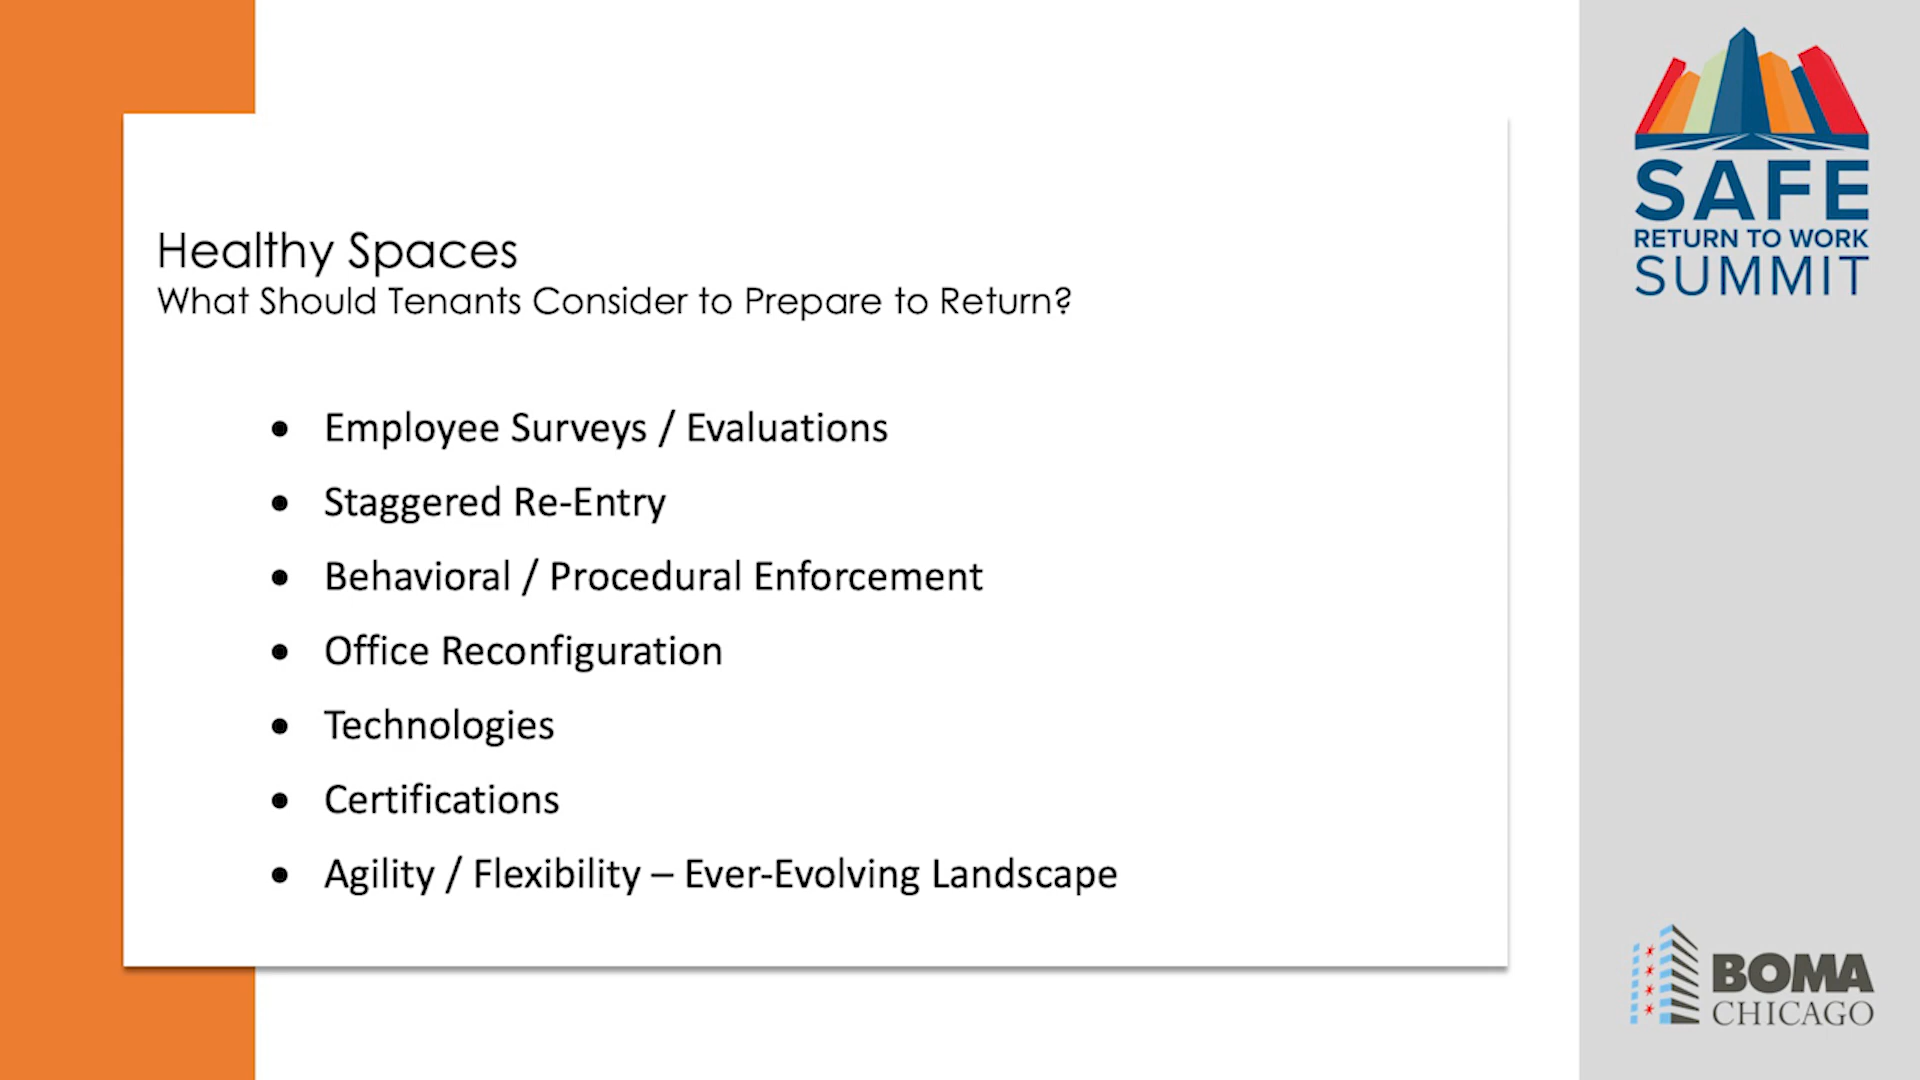 Healthy Spaces
What Should Tenants Consider to Prepare to Return?
• Employee Surveys / Evaluations
• Staggered Re-Entry
• Behavioral / Procedural Enforcement
• Office Reconfiguration
• Technologies
• Certifications
• Agility / Flexibility – Ever-Evolving Landscape
SAFE
RETURN TO WORK
SUMMIT
BOMA
CHICAGO